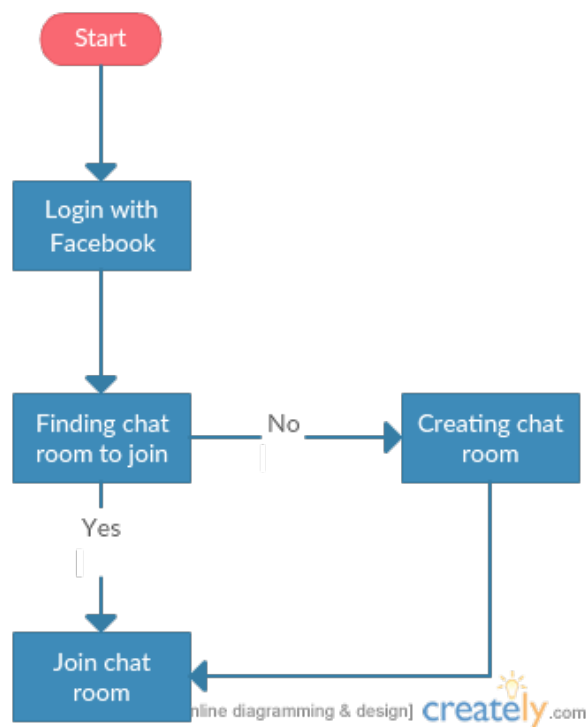 Start
Login with
Facebook
Finding chat
room to join
No
Creating chat
room
Yes
Join chat
room
nline diagramming & design]
creately.com